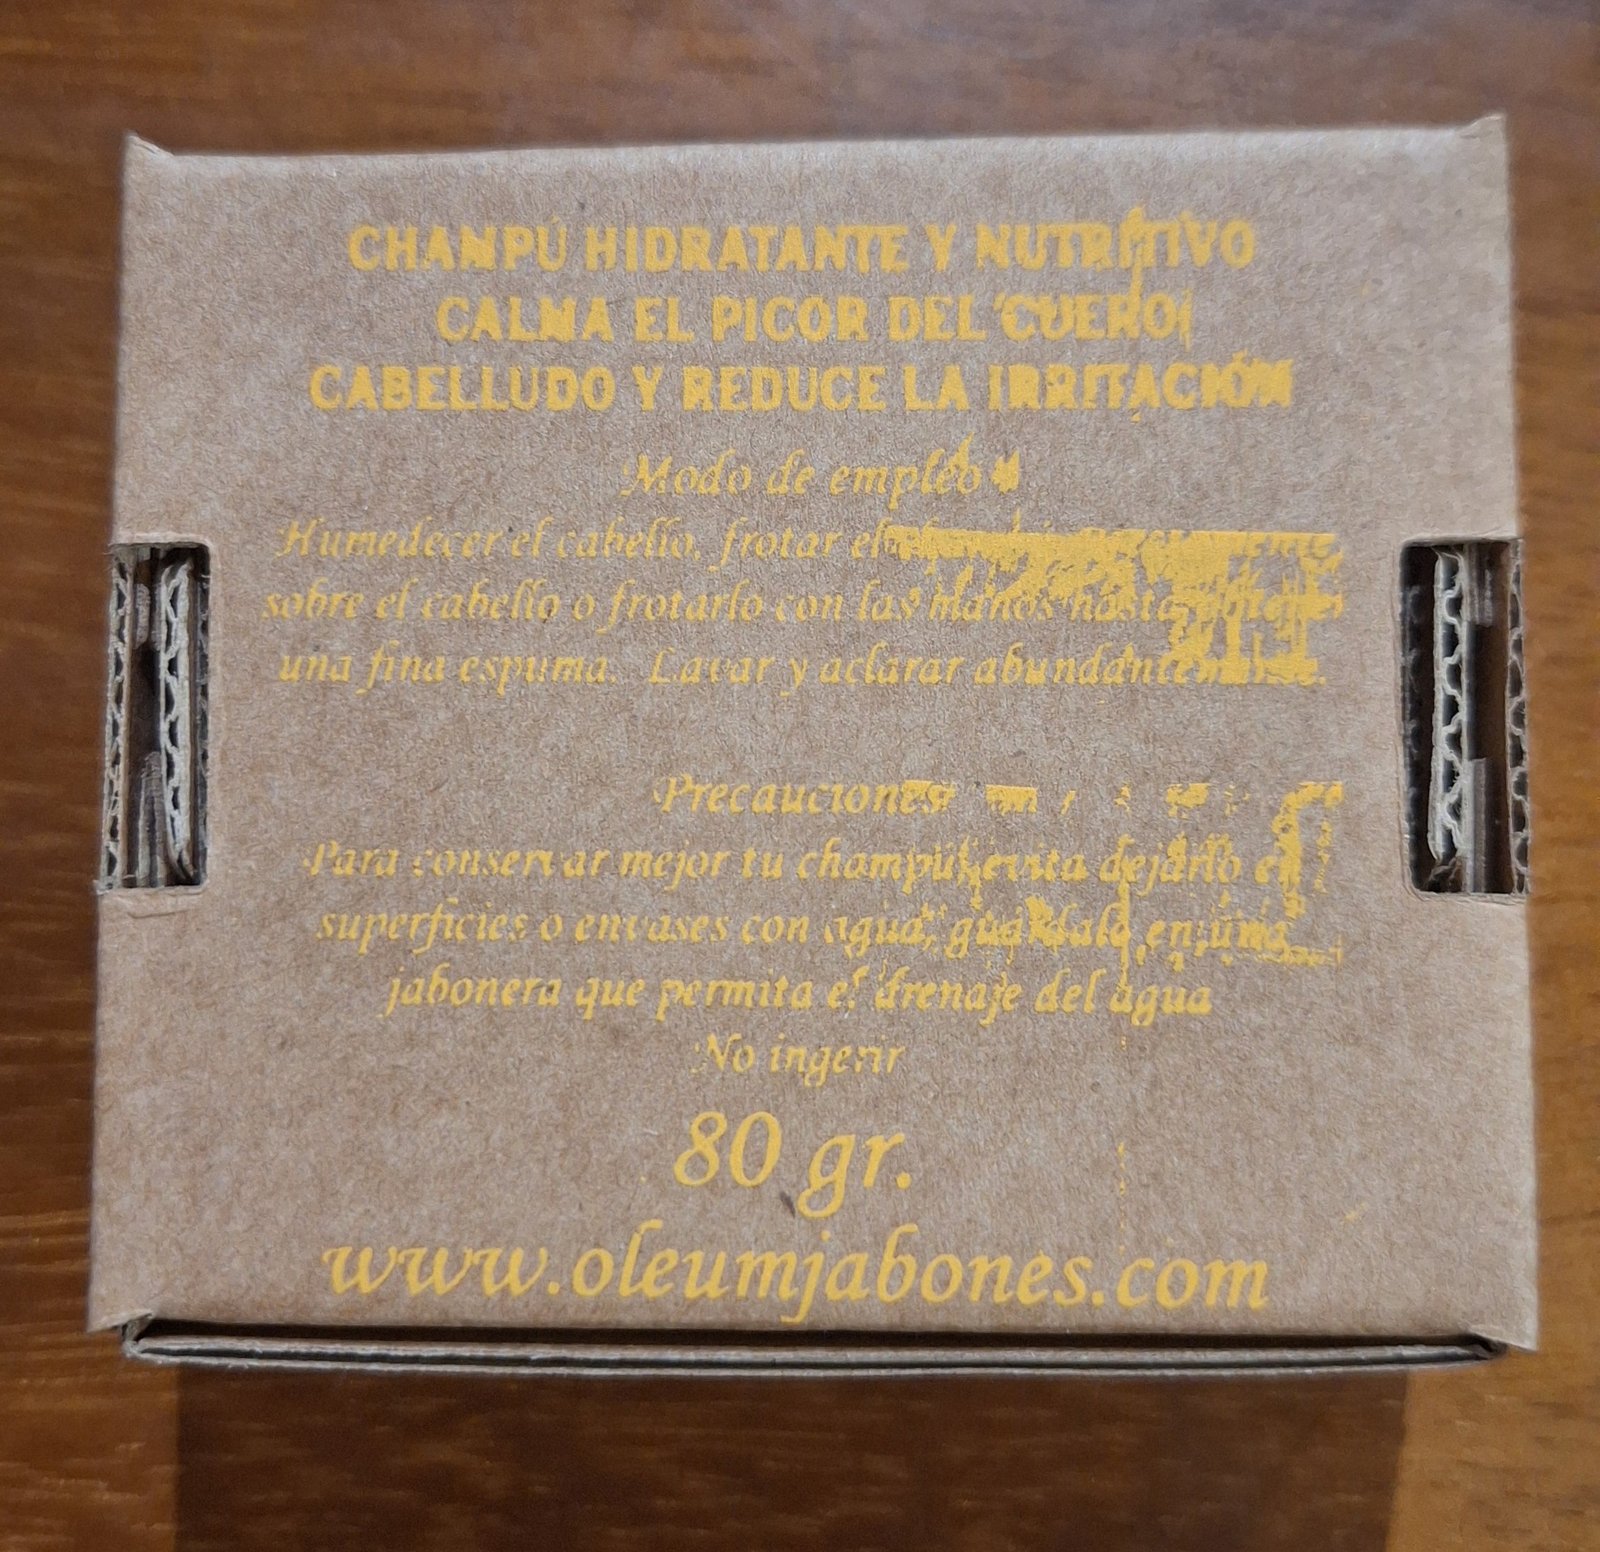 CHAMPÚ HIDRATANTE Y NUTRITIVO
CALMA EL PICOR DEL CUERO
CABELLUDO Y REDUCE LA IRRITACIÓN
Modo de empleo
Humedecer el cabello, frotar el
sobre el cabello o frotarlo con las manos hasta
una fina espuma. Lavar y aclarar abundantemente.
Precauciones
Para conservar mejor tu champú, evita dejarlo en
superficies o envases con agua, guárdalo en una
jabonera que permita el drenaje del agua
No ingerir
80 gr.
www.oleumjabones.com